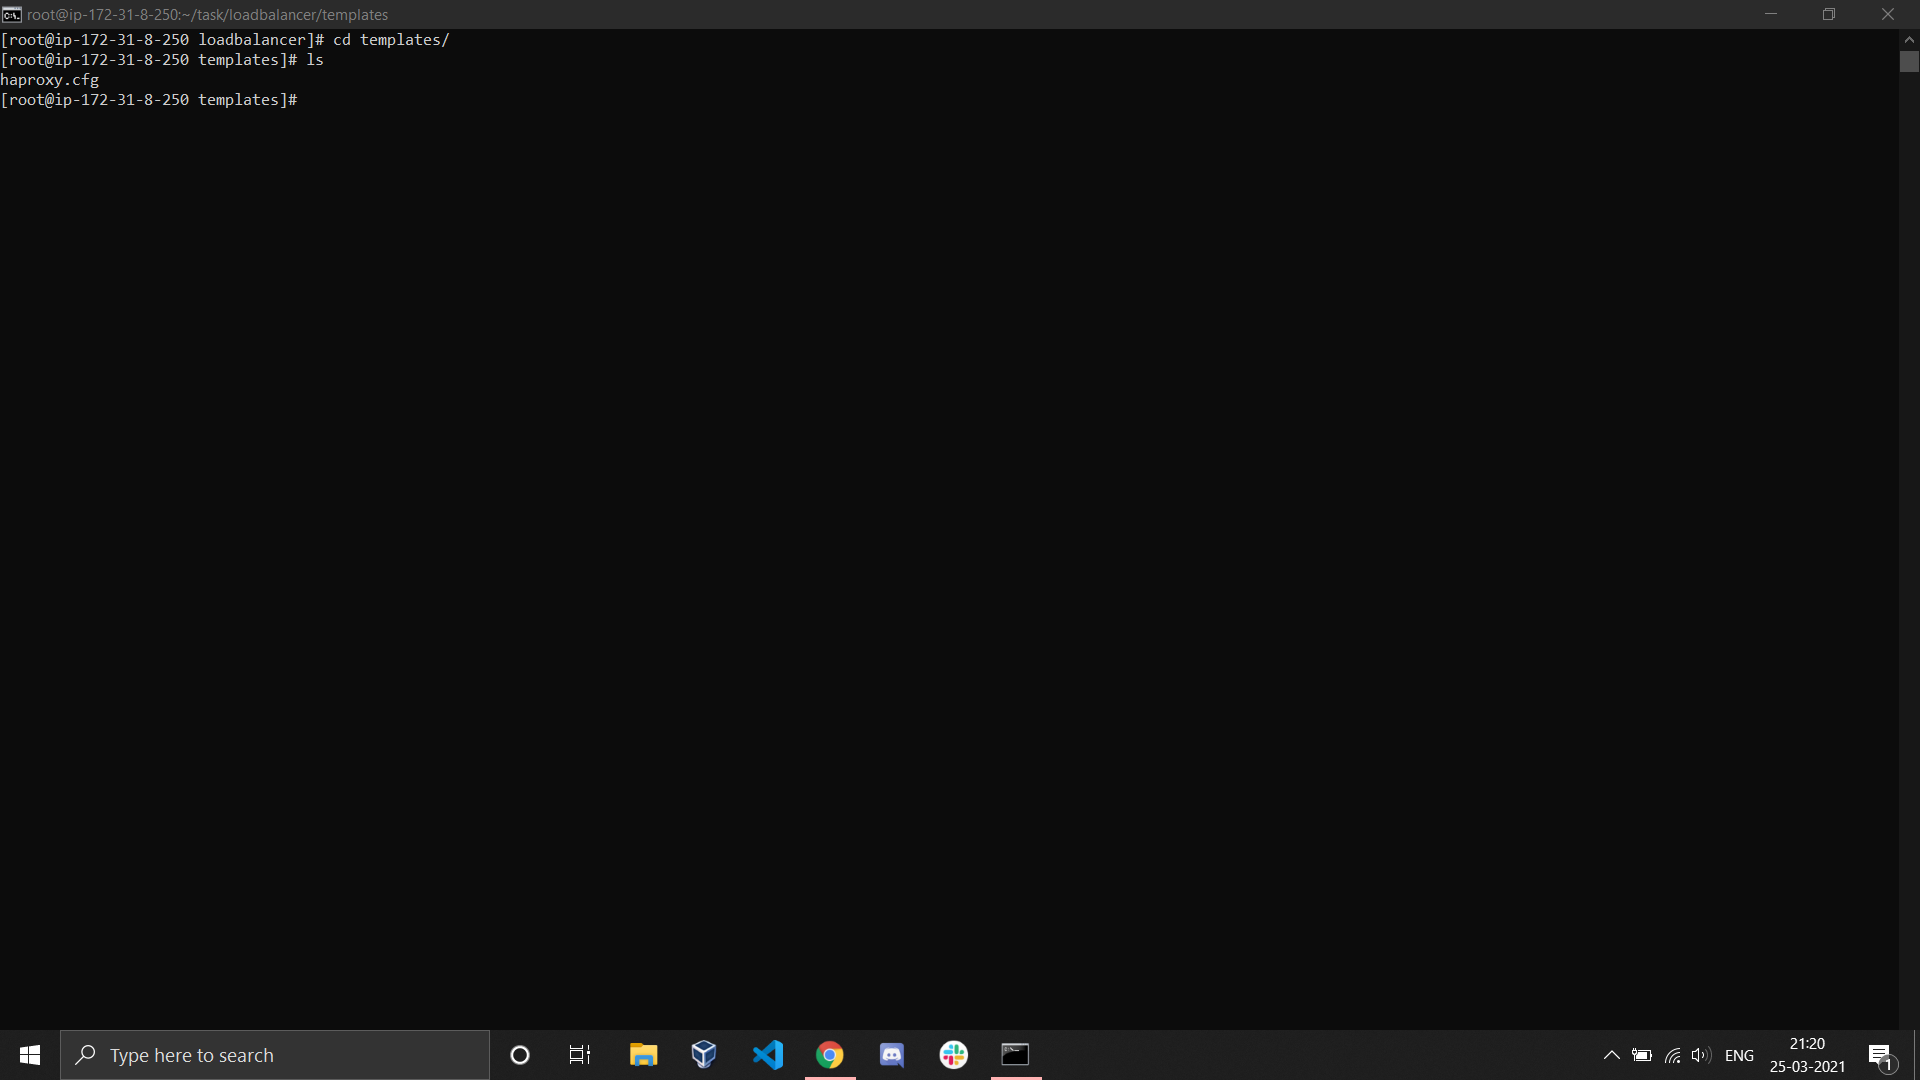 root@ip-172-31-8-250:~/task/loadbalancer/templates
[root@ip-172-31-8-250 loadbalancer]# cd templates/
[root@ip-172-31-8-250 templates]# ls
haproxy.cfg
[root@ip-172-31-8-250 templates]#
Type here to search
ENG
21:20
25-03-2021
1